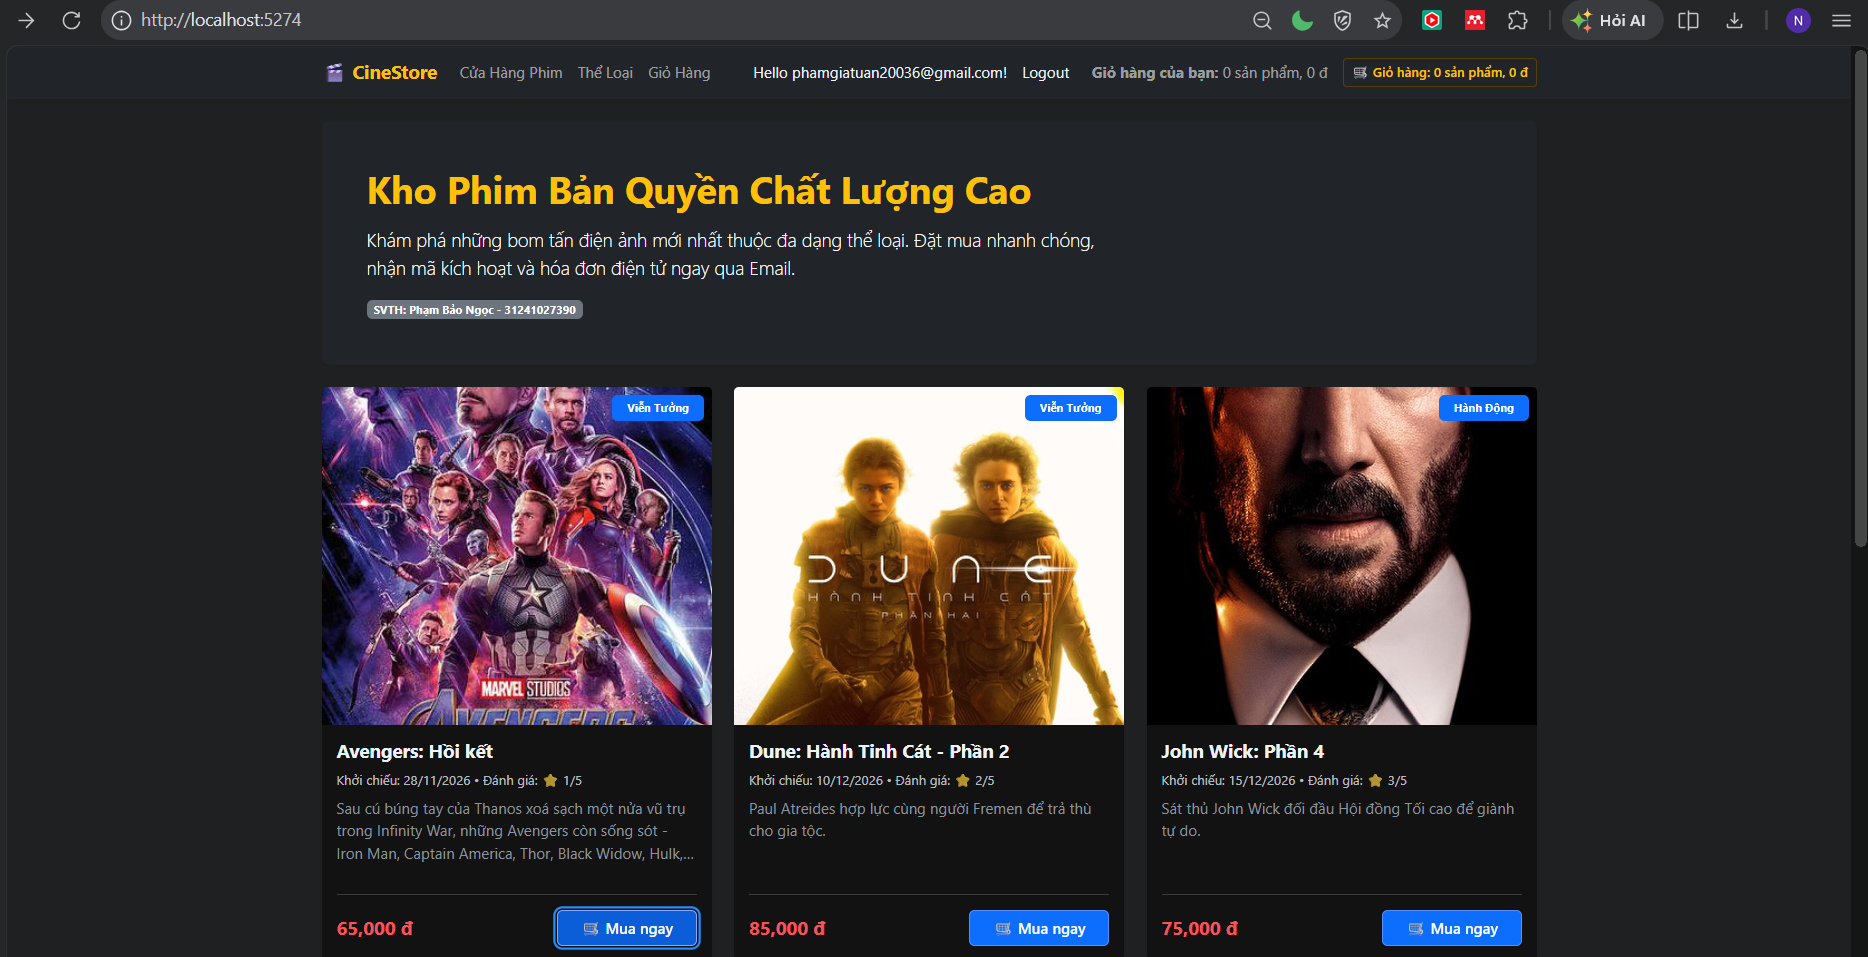 http://localhost:5274
Hỏi AI
N
CineStore
Cửa Hàng Phim
Thể Loại
Giỏ Hàng
Hello phamgiatuan20036@gmail.com!
Logout
Giỏ hàng của bạn: 0 sản phẩm, 0 đ
Giỏ hàng: 0 sản phẩm, 0 đ
Kho Phim Bản Quyền Chất Lượng Cao
Khám phá những bom tấn điện ảnh mới nhất thuộc đa dạng thể loại. Đặt mua nhanh chóng,
nhận mã kích hoạt và hóa đơn điện tử ngay qua Email.
SVTH: Phạm Bảo Ngọc - 31241027390
Viễn Tưởng
MARVEL STUDIOS
AVENGERS
Avengers: Hồi kết
Khởi chiếu: 28/11/2026 • Đánh giá: 1/5
Sau cú búng tay của Thanos xoá sạch một nửa vũ trụ
trong Infinity War, những Avengers còn sống sót -
Iron Man, Captain America, Thor, Black Widow, Hulk,...
65,000 đ
Mua ngay
Viễn Tưởng
DUNE
HÀNH TINH CÁT
PHẦN HAI
Dune: Hành Tinh Cát - Phần 2
Khởi chiếu: 10/12/2026 • Đánh giá: 2/5
Paul Atreides hợp lực cùng người Fremen để trả thù
cho gia tộc.
85,000 đ
Mua ngay
Hành Động
John Wick: Phần 4
Khởi chiếu: 15/12/2026 • Đánh giá: 3/5
Sát thủ John Wick đối đầu Hội đồng Tối cao để giành
tự do.
75,000 đ
Mua ngay